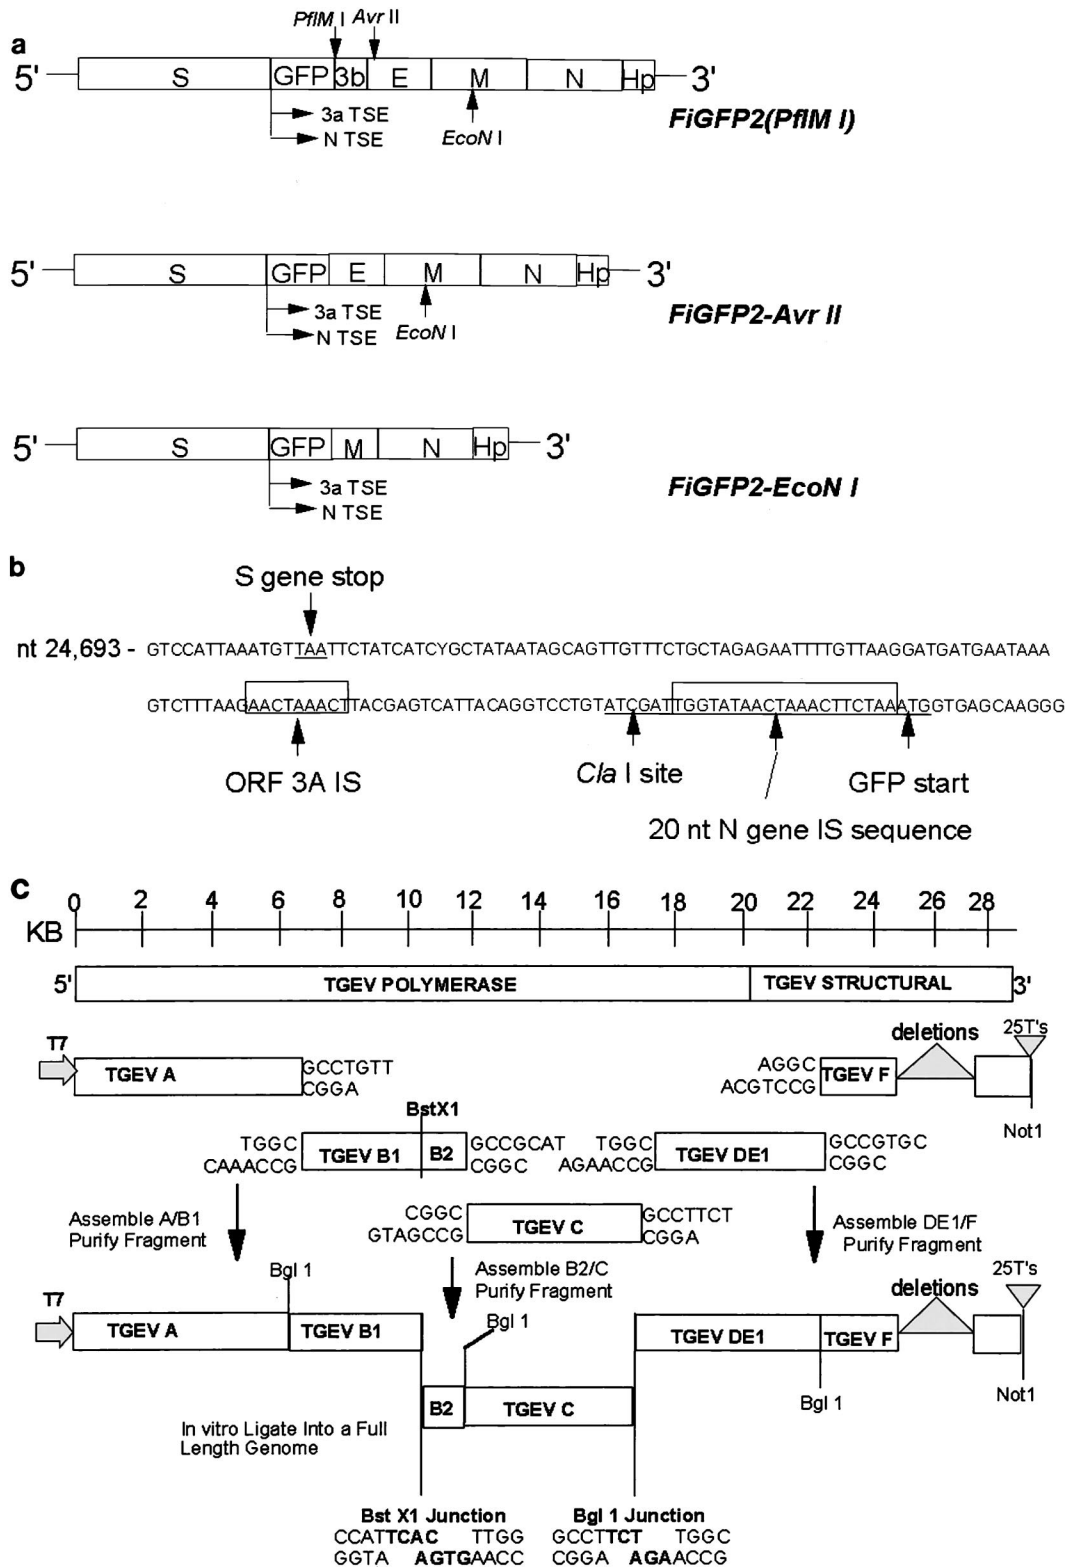 a
PflM I Avr II
5' S GFP 3b E M N Hp 3'
3a TSE
N TSE
EcoN I
FiGFP2(PflM I)
5' S GFP E M N Hp 3'
3a TSE
N TSE
EcoN I
FiGFP2-Avr II
5' S GFP M N Hp 3'
3a TSE
N TSE
FiGFP2-EcoN I
b
S gene stop
nt 24,693 - GTCCATTAAATGTTAATTCTATCATCYGCTATAATAGCAGTTGTTTCTGCTAGAGAATTTTGTTAAGGATGATGAATAAA
GTCTTTAAGAACTAAACTTACGAGTCATTACAGGTCCTGTATCGATTGGTATAACTAAACTTCTAAATGGTGAGCAAGGG
ORF 3A IS
Cla I site
GFP start
20 nt N gene IS sequence
c
0 2 4 6 8 10 12 14 16 18 20 22 24 26 28
KB
5' TGEV POLYMERASE TGEV STRUCTURAL 3'
T7
TGEV A
GCCTGTT
CGGA
AGGC
ACGTCCG
TGEV F
deletions
25T's
Not1
BstX1
TGGC
CAAACCG
TGEV B1
B2
GCCGCAT
CGGC
TGGC
AGAACCG
TGEV DE1
GCCGTGC
CGGC
Assemble A/B1
Purify Fragment
CGGC
GTAGCCG
TGEV C
GCCTTCT
CGGA
Assemble DE1/F
Purify Fragment
Assemble B2/C
Purify Fragment
Bgl 1
Bgl 1
T7
TGEV A
TGEV B1
TGEV DE1
TGEV F
deletions
25T's
Bgl 1
Not1
B2
TGEV C
In vitro Ligate Into a Full
Length Genome
Bst X1 Junction
CCATTCAC TTGG
GGTA AGTGAACC
Bgl 1 Junction
GCCTTCT TGGC
CGGA AGAACCG